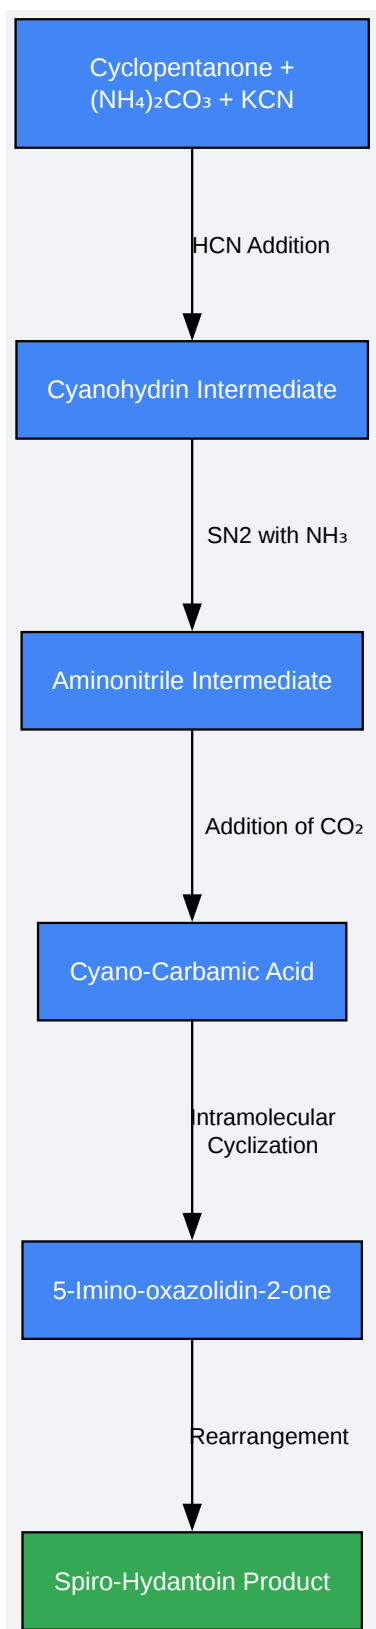 Cyclopentanone +
(NH₄)₂CO₃ + KCN
HCN Addition
Cyanohydrin Intermediate
SN2 with NH₃
Aminonitrile Intermediate
Addition of CO₂
Cyano-Carbamic Acid
Intramolecular
Cyclization
5-Imino-oxazolidin-2-one
Rearrangement
Spiro-Hydantoin Product